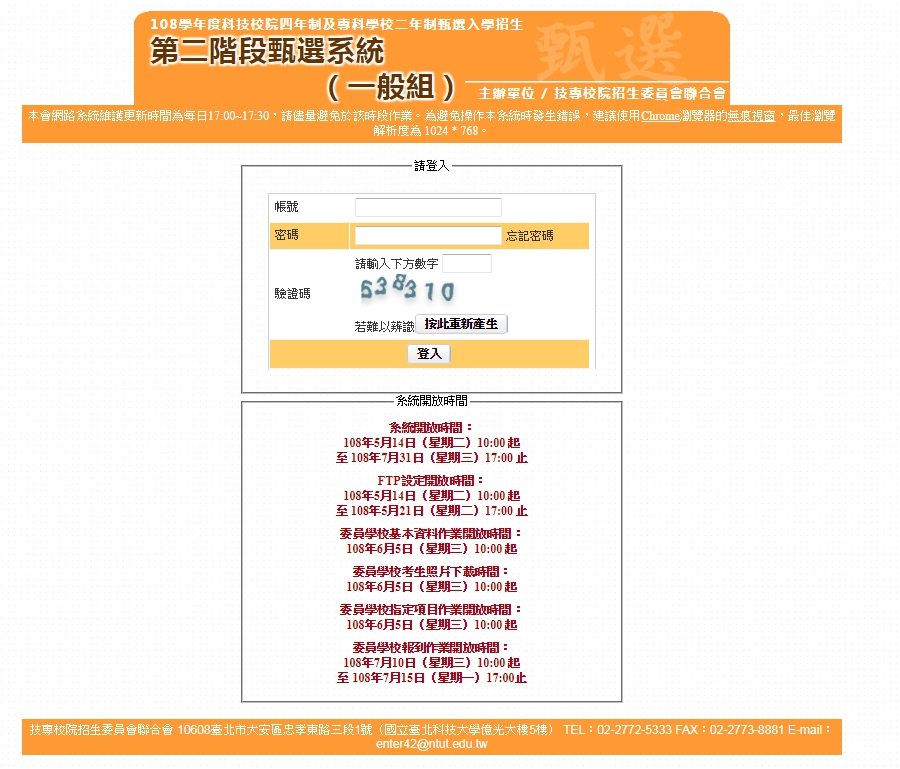 108學年度科技校院四年制及專科學校二年制甄選入學招生
甄選
第二階段甄選系統
（一般組）
主辦單位 / 技專校院招生委員會聯合會
本會網路系統維護更新時間為每日17:00~17:30，請儘量避免於該時段作業。為避免操作本系統時發生錯誤，建議使用Chrome瀏覽器的無痕視窗，最佳瀏覽
解析度為 1024 * 768。
請登入
帳號
密碼 忘記密碼
請輸入下方數字
驗證碼
538310
若難以辨識 按此重新產生
登入
系統開放時間
系統開放時間：
108年5月14日（星期二）10:00 起
至 108年7月31日（星期三）17:00 止
FTP設定開放時間：
108年5月14日（星期二）10:00 起
至 108年5月21日（星期二）17:00 止
委員學校基本資料作業開放時間：
108年6月5日（星期三）10:00 起
委員學校考生照片下載時間：
108年6月5日（星期三）10:00 起
委員學校指定項目作業開放時間：
108年6月5日（星期三）10:00 起
委員學校報到作業開放時間：
108年7月10日（星期三）10:00 起
至 108年7月15日（星期一）17:00止
技專校院招生委員會聯合會 10608臺北市大安區忠孝東路三段1號（國立臺北科技大學億光大樓5樓） TEL：02-2772-5333 FAX：02-2773-8881 E-mail：
enter42@ntut.edu.tw